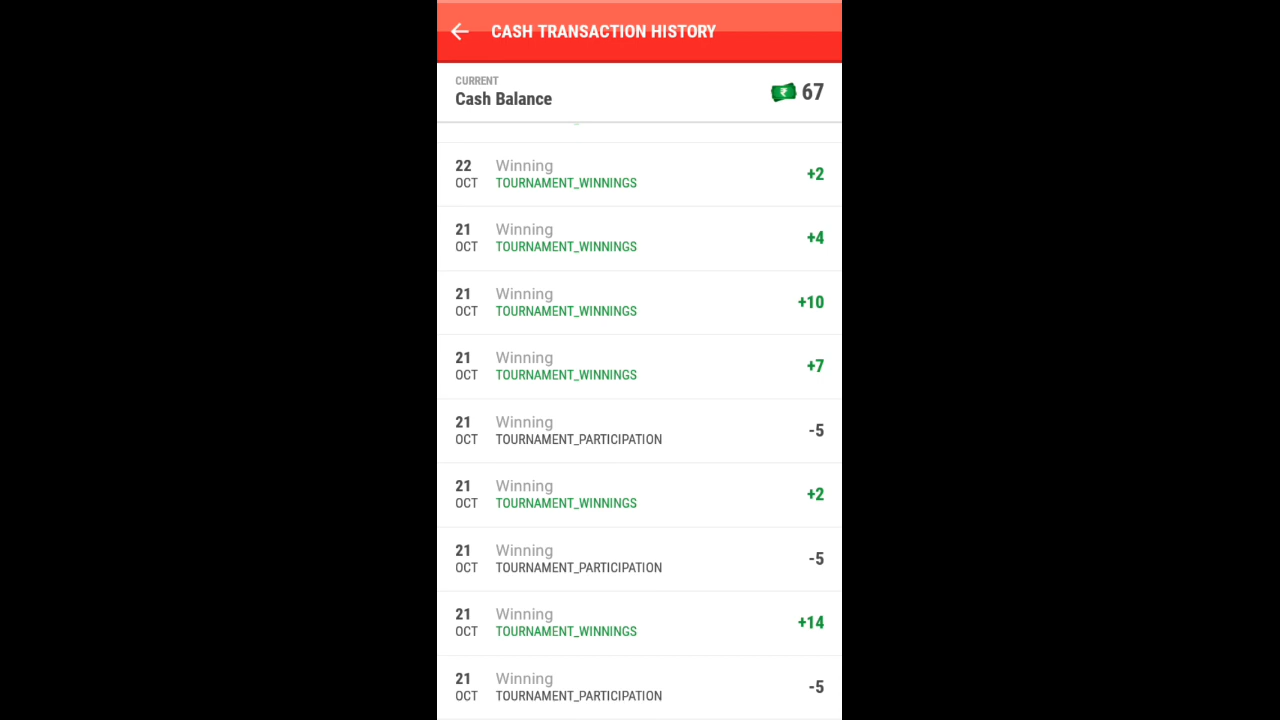 CASH TRANSACTION HISTORY
CURRENT
Cash Balance
₹ 67
22 Winning
OCT TOURNAMENT_WINNINGS +2
21 Winning
OCT TOURNAMENT_WINNINGS +4
21 Winning
OCT TOURNAMENT_WINNINGS +10
21 Winning
OCT TOURNAMENT_WINNINGS +7
21 Winning
OCT TOURNAMENT_PARTICIPATION -5
21 Winning
OCT TOURNAMENT_WINNINGS +2
21 Winning
OCT TOURNAMENT_PARTICIPATION -5
21 Winning
OCT TOURNAMENT_WINNINGS +14
21 Winning
OCT TOURNAMENT_PARTICIPATION -5